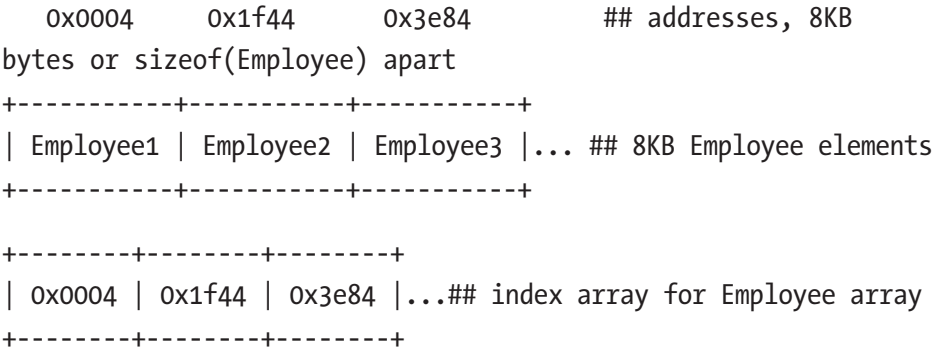 0x0004 0x1f44 0x3e84 ## addresses, 8KB
bytes or sizeof(Employee) apart
+-----------+-----------+-----------+
| Employee1 | Employee2 | Employee3 |... ## 8KB Employee elements
+-----------+-----------+-----------+
+--------+--------+--------+
| 0x0004 | 0x1f44 | 0x3e84 |...## index array for Employee array
+--------+--------+--------+